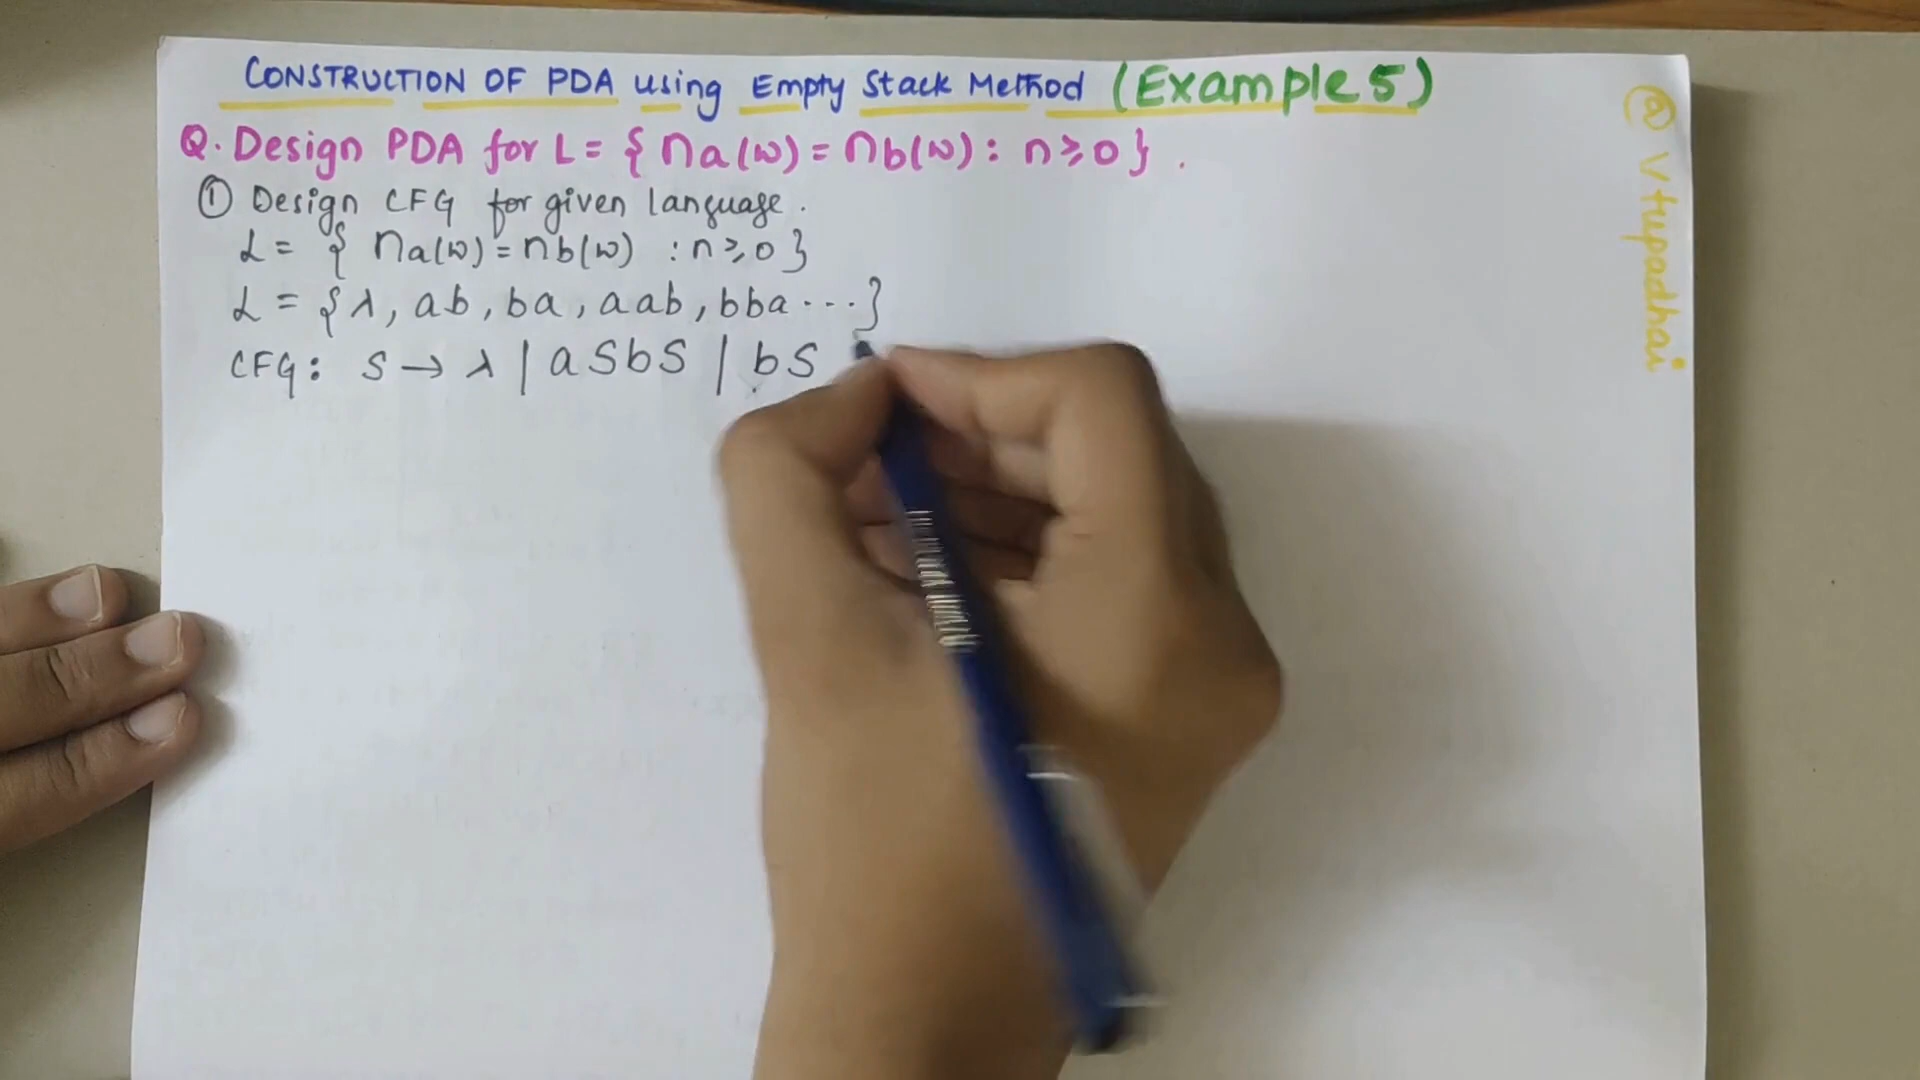 CONSTRUCTION OF PDA using Empty Stack Method (Example 5)
Q. Design PDA for L = { na(w) = nb(w) : n ≥ 0 } .
① Design CFG for given language .
L = { na(w) = nb(w) : n ≥ 0 }
L = { λ, ab, ba, aab, bba ... }
CFG : S → λ | aSbS | bS
@Vtupadhai